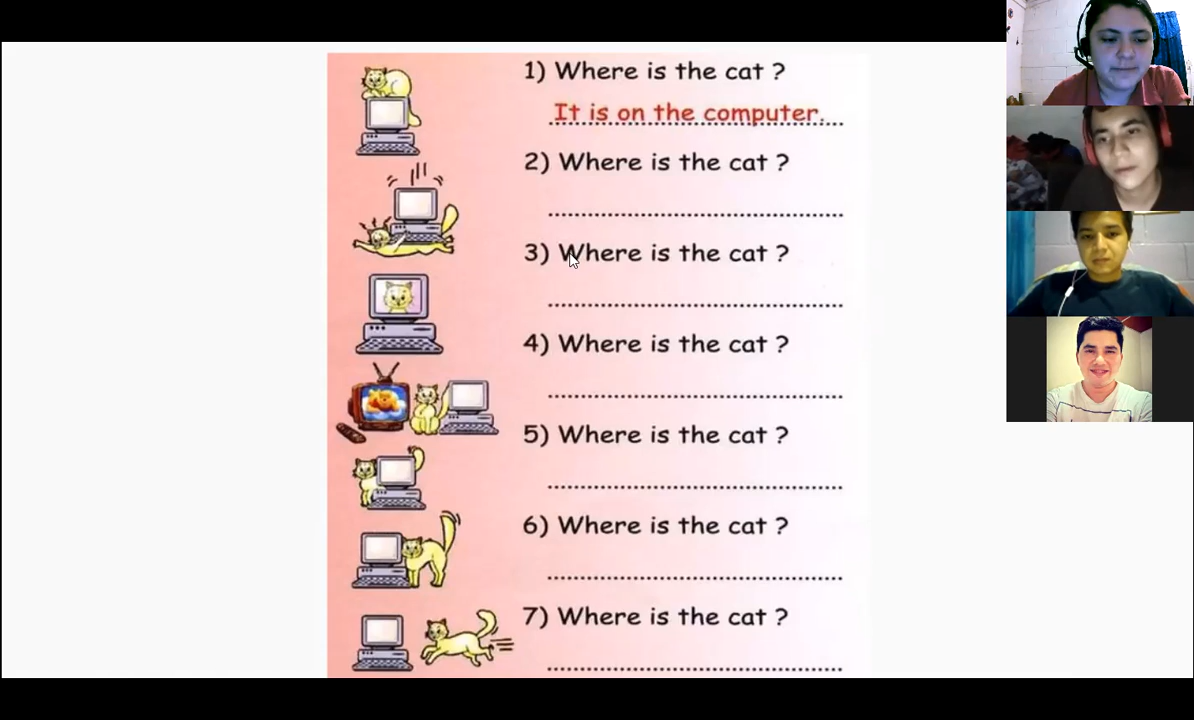 1) Where is the cat ?
It is on the computer.
2) Where is the cat ?
3) Where is the cat ?
4) Where is the cat ?
5) Where is the cat ?
6) Where is the cat ?
7) Where is the cat ?